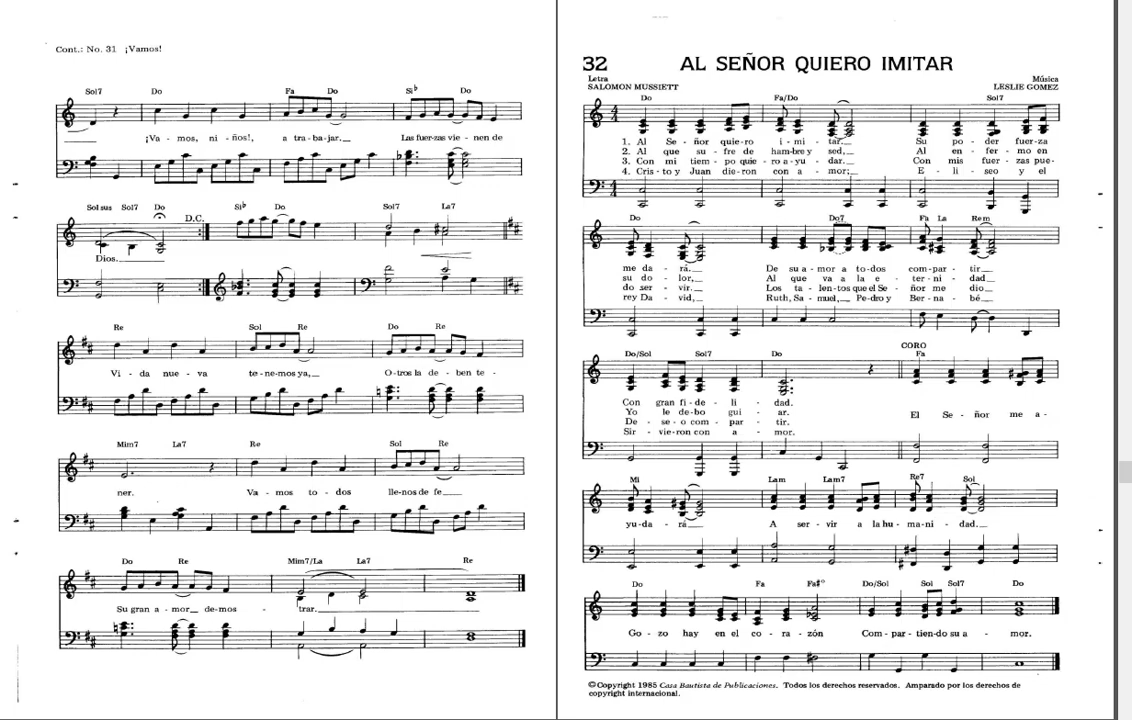 Cont.: No. 31 ¡Vamos!
Sol7 Do Fa Do Si♭ Do
¡Va - mos, ni - ños!, a tra - ba - jar. Las fuer - zas vie - nen de
Sol sus Sol7 Do D.C. Si♭ Do Sol7 La7
Dios.
Re Sol Re Do Re
Vi - da nue - va te - ne - mos ya, O - tros la de - ben te -
Mim7 La7 Re Sol Re
ner. Va - mos to - dos lle - nos de fe
Do Re Mim7/La La7 Re
Su gran a - mor de - mos - trar.
32 AL SEÑOR QUIERO IMITAR
Letra
SALOMON MUSSIETT
Música
LESLIE GOMEZ
Do Fa/Do Sol7
1. Al Se - ñor quie - ro i - mi - tar. Su po - der fuer - za
2. Al que su - fre de ham - bre y sed, Al en - fer - mo en
3. Con mi tiem - po quie - ro a - yu - dar. Con mis fuer - zas pue -
4. Cris - to y Juan die - ron con a - mor; E - li - seo y el
Do Do7 Fa La Rem
me da - rá. De su a - mor a to - dos com - par - tir
su do - lor, Al que va a la e - ter - ni - dad
do ser - vir. Los ta - len - tos que el Se - ñor me dio
rey Da - vid, Ruth, Sa - muel, Pe - dro y Ber - na - bé
Do/Sol Sol7 Do CORO Fa
Con gran fi - de - li - dad.
Yo le de - bo gui - ar.
De - se - o com - par - tir.
Sir - vie - ron con a - mor.
El Se - ñor me a -
Mi Lam Lam7 Re7 Sol
yu - da - rá A ser - vir a la hu - ma - ni - dad.
Do Fa Fa♯° Do/Sol Sol Sol7 Do
Go - zo hay en el co - ra - zón Com - par - tien - do su a - mor.
©Copyright 1985 Casa Bautista de Publicaciones. Todos los derechos reservados. Amparado por los derechos de
copyright internacional.